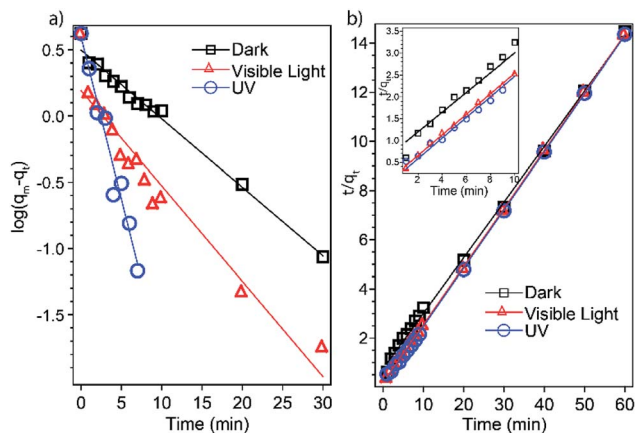 a)
0.5
0.0
-0.5
-1.0
-1.5
log(qm-qt)
Dark
Visible Light
UV
0 5 10 15 20 25 30
Time (min)
b)
14
12
10
8
6
4
2
t/qt
3.5
3.0
2.5
2.0
1.5
1.0
0.5
t/qt
2 4 6 8 10
Time (min)
Dark
Visible Light
UV
0 10 20 30 40 50 60
Time (min)